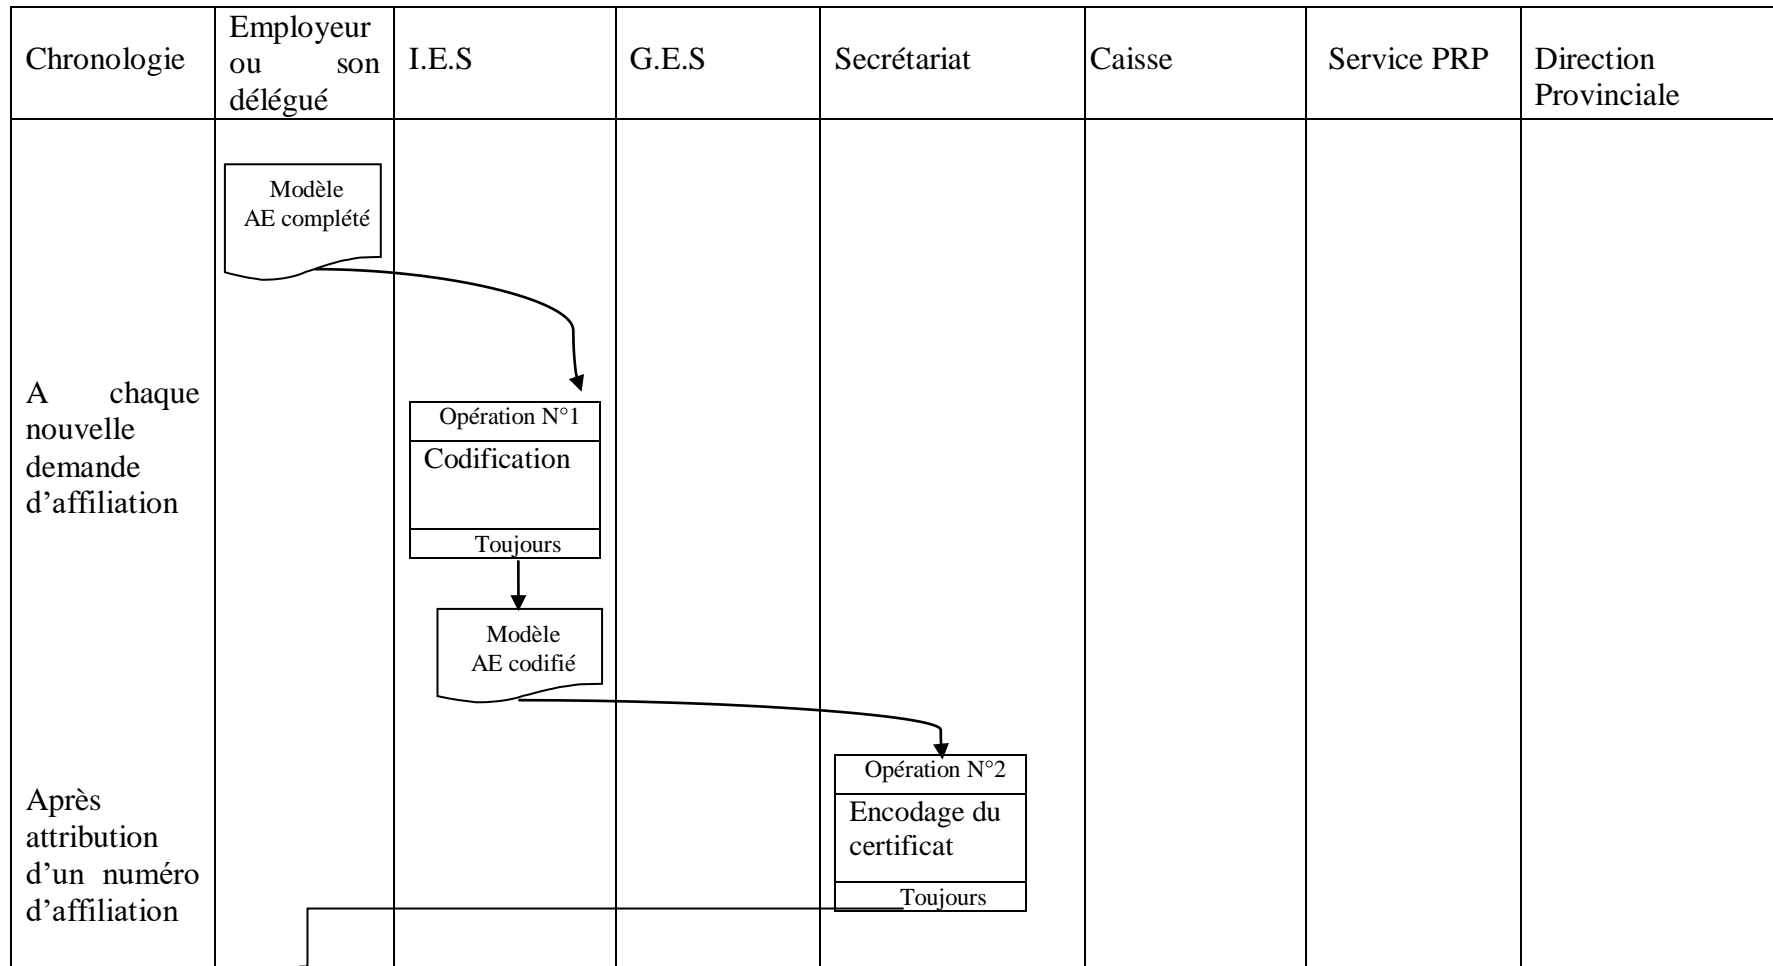 Chronologie
Employeur
ou son
délégué
I.E.S
G.E.S
Secrétariat
Caisse
Service PRP
Direction
Provinciale
Modèle
AE complété
A chaque
nouvelle
demande
d’affiliation
Opération N°1
Codification
Toujours
Modèle
AE codifié
Après
attribution
d’un numéro
d’affiliation
Opération N°2
Encodage du
certificat
Toujours